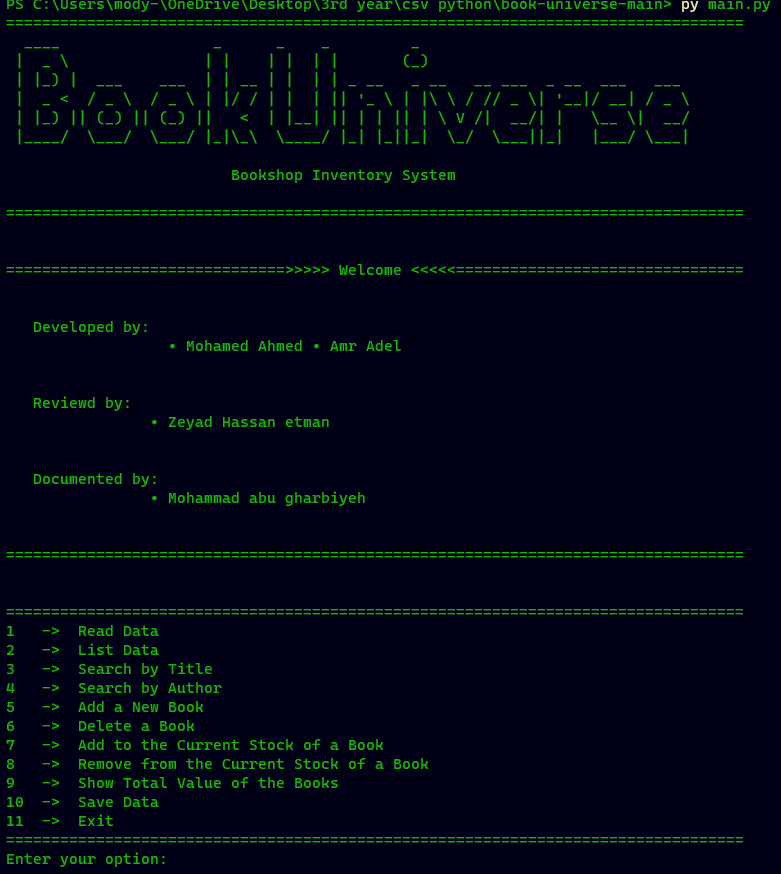 PS C:\Users\mody-\OneDrive\Desktop\3rd year\csv python\book-universe-main> py main.py
==================================================================================
BookUniverse
Bookshop Inventory System
==================================================================================
===============================>>>>> Welcome <<<<<================================
Developed by:
• Mohamed Ahmed • Amr Adel
Reviewd by:
• Zeyad Hassan etman
Documented by:
• Mohammad abu gharbiyeh
==================================================================================
==================================================================================
1   ->  Read Data
2   ->  List Data
3   ->  Search by Title
4   ->  Search by Author
5   ->  Add a New Book
6   ->  Delete a Book
7   ->  Add to the Current Stock of a Book
8   ->  Remove from the Current Stock of a Book
9   ->  Show Total Value of the Books
10  ->  Save Data
11  ->  Exit
==================================================================================
Enter your option: